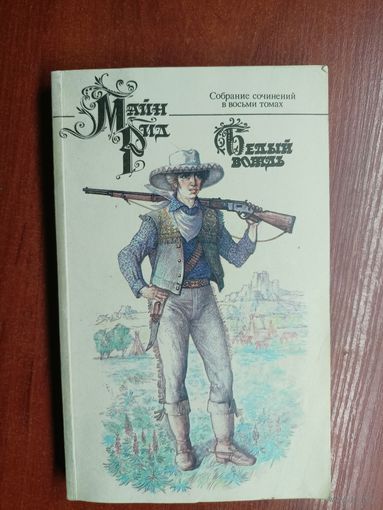 Майн
Рид
Собрание сочинений
в восьми томах
Белый
вождь